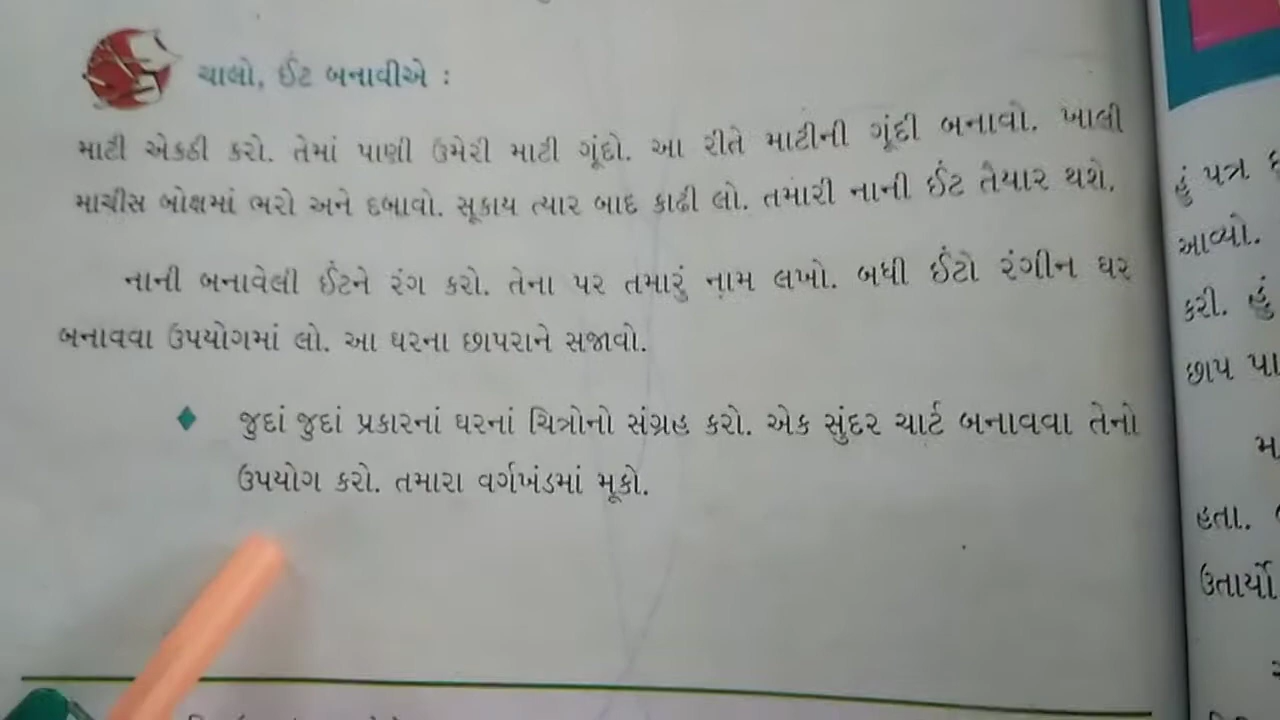 ચાલો, ઈંટ બનાવીએ :
માટી એકઠી કરો. તેમાં પાણી ઉમેરી માટી ગૂંદો. આ રીતે માટીની ગૂંદી બનાવો. ખાલી
માચીસ બોક્ષમાં ભરો અને દબાવો. સૂકાય ત્યાર બાદ કાઢી લો. તમારી નાની ઈંટ તૈયાર થશે.
નાની બનાવેલી ઈંટને રંગ કરો. તેના પર તમારું નામ લખો. બધી ઈંટો રંગીન ઘર
બનાવવા ઉપયોગમાં લો. આ ઘરના છાપરાને સજાવો.
જુદાં જુદાં પ્રકારનાં ઘરનાં ચિત્રોનો સંગ્રહ કરો. એક સુંદર ચાર્ટ બનાવવા તેનો
ઉપયોગ કરો. તમારા વર્ગખંડમાં મૂકો.
હું પત્ર
આવ્યો.
કરી. હું
છાપ પા
હતા.
ઉતાર્યો